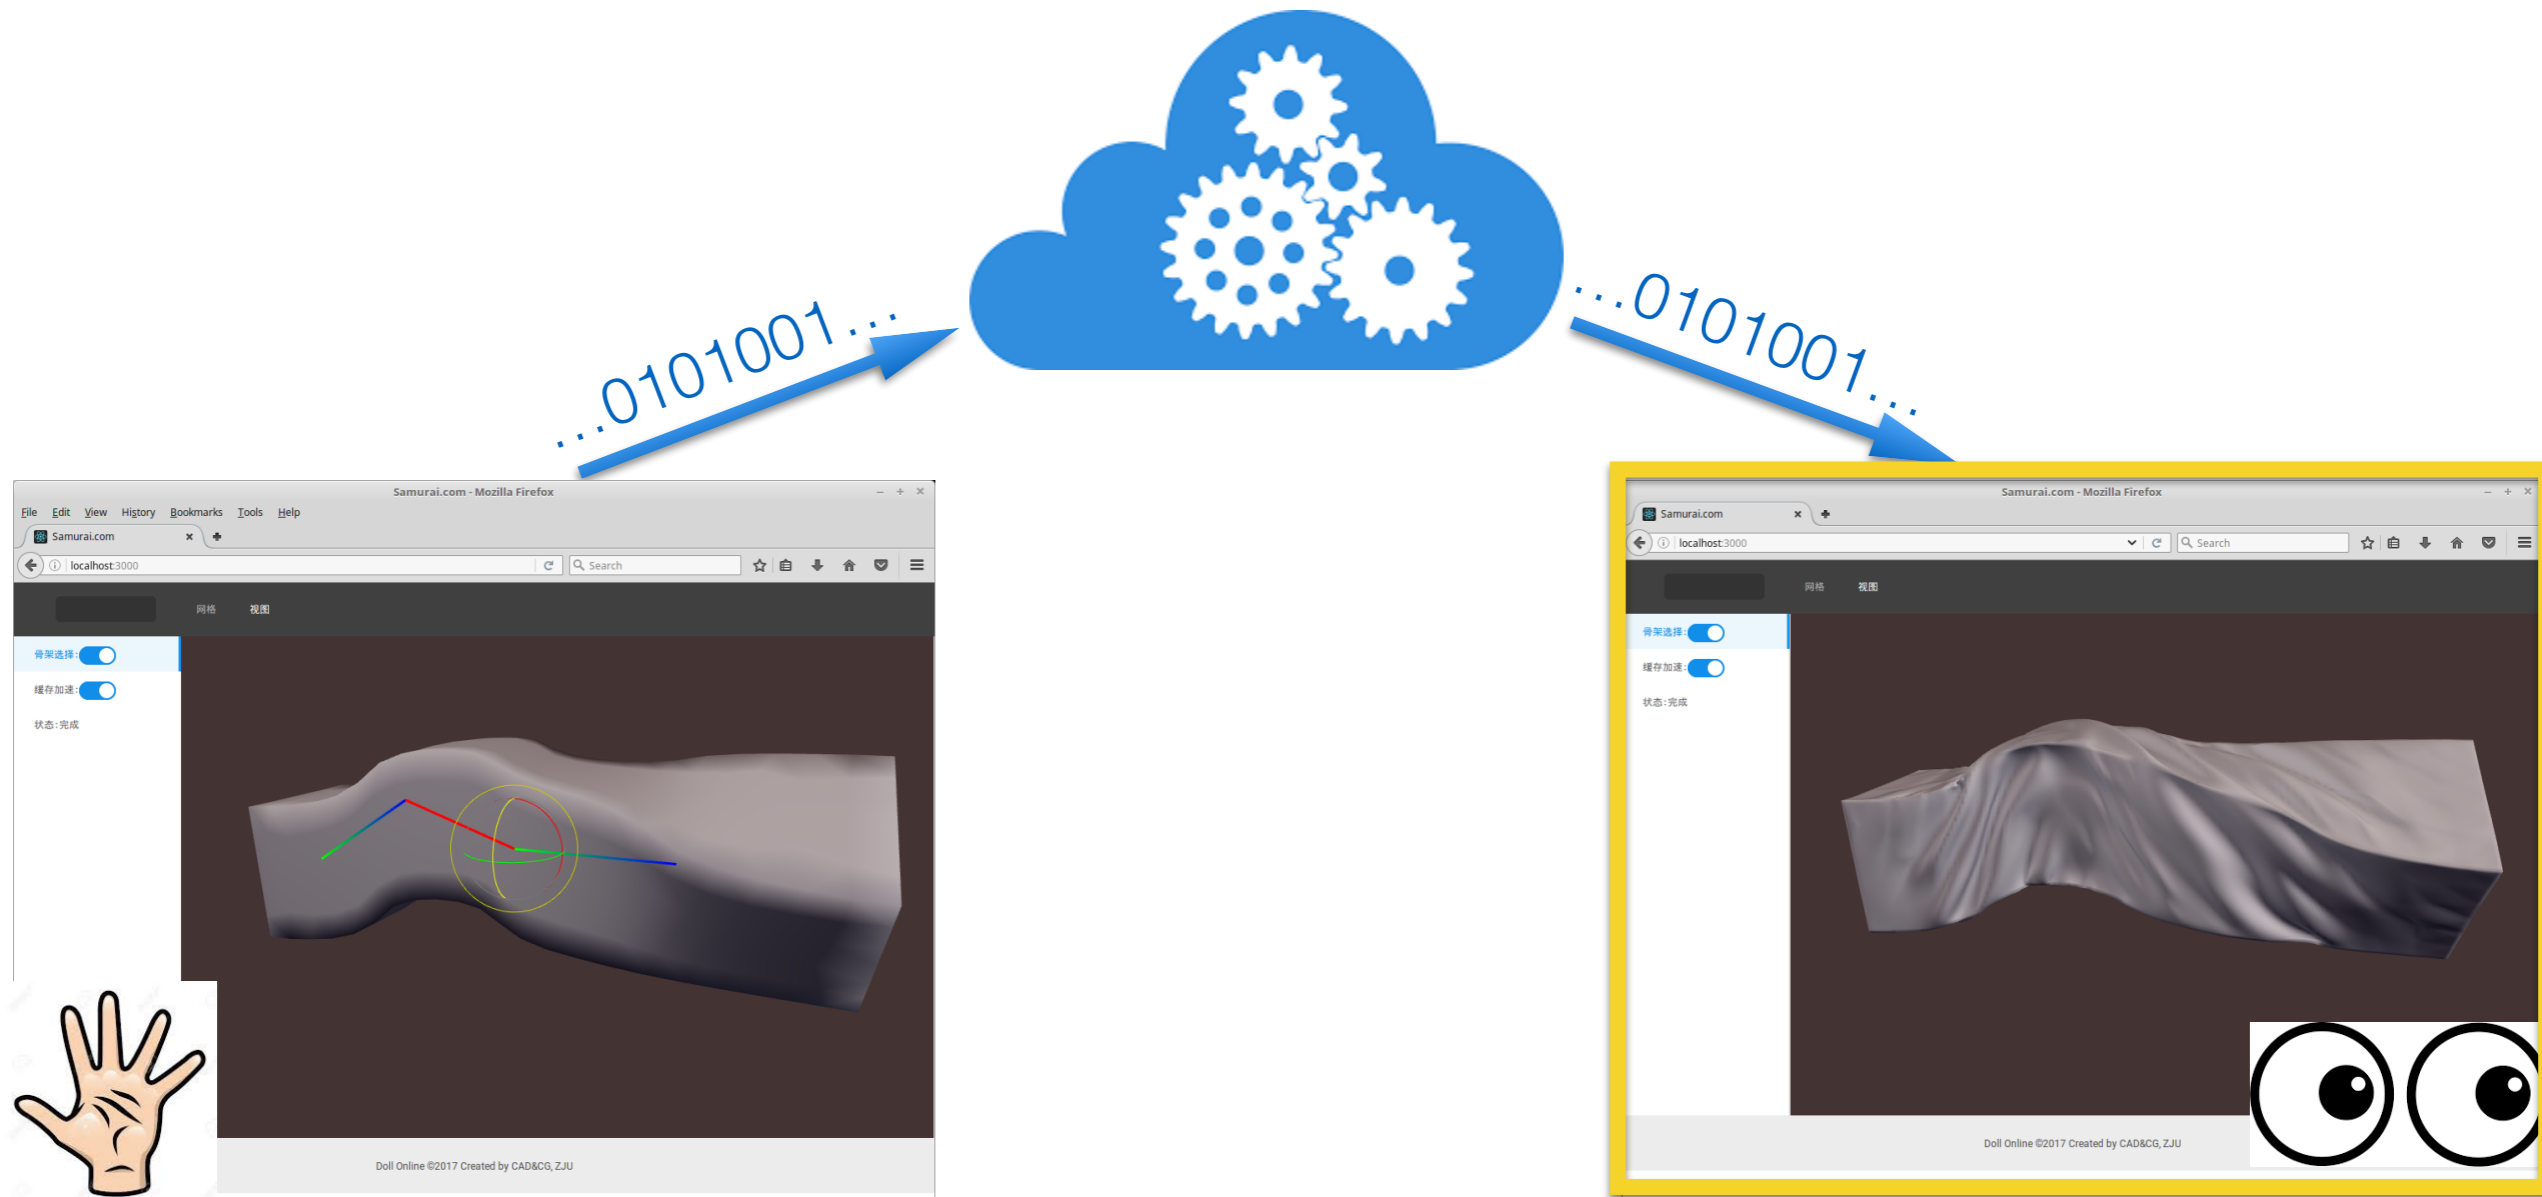 ...0101001...
...0101001...
Samurai.com - Mozilla Firefox
File Edit View History Bookmarks Tools Help
Samurai.com
localhost:3000
Search
网格 视图
骨架选择:
缓存加速:
状态:完成
Doll Online ©2017 Created by CAD&CG, ZJU
Samurai.com - Mozilla Firefox
Samurai.com
localhost:3000
Search
网格 视图
骨架选择:
缓存加速:
状态:完成
Doll Online ©2017 Created by CAD&CG, ZJU